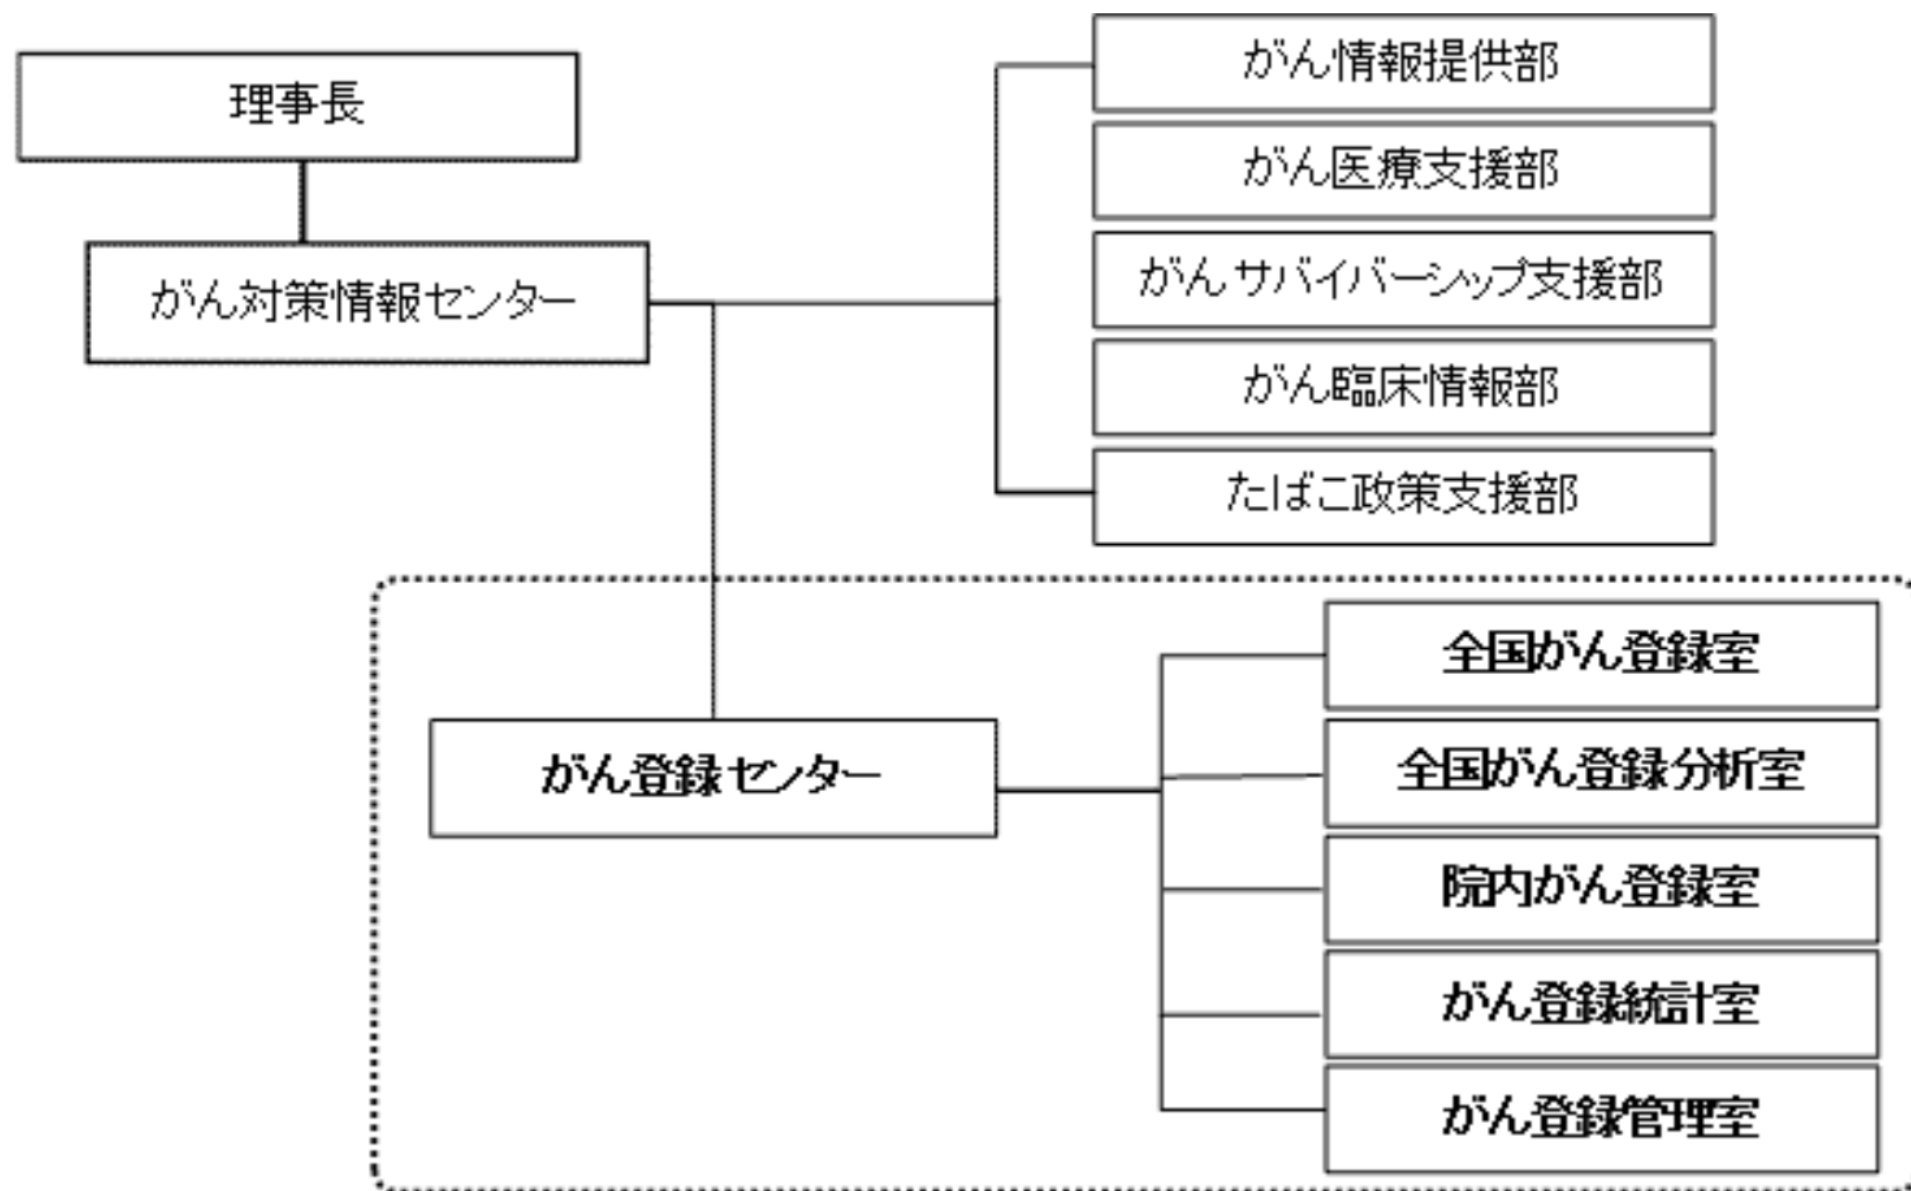 理事長
がん対策情報センター
がん情報提供部
がん医療支援部
がんサバイバーシップ支援部
がん臨床情報部
たばこ政策支援部
がん登録センター
全国がん登録室
全国がん登録分析室
院内がん登録室
がん登録統計室
がん登録管理室